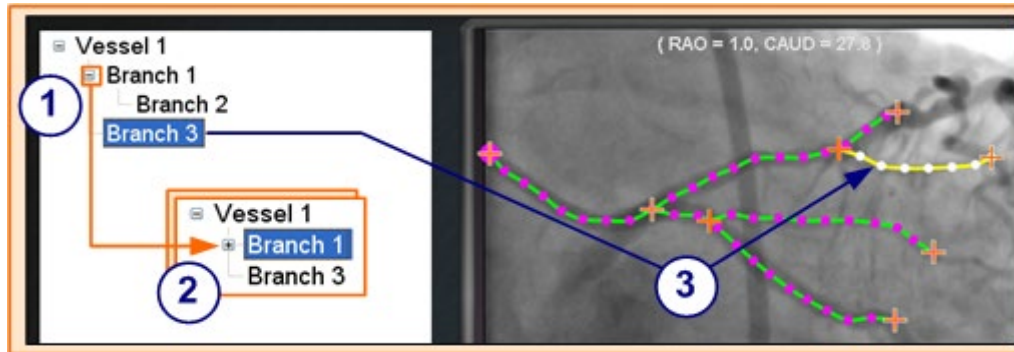 Vessel 1
Branch 1
Branch 2
Branch 3
1
Vessel 1
Branch 1
Branch 3
2
( RAO = 1.0, CAUD = 27.8 )
3